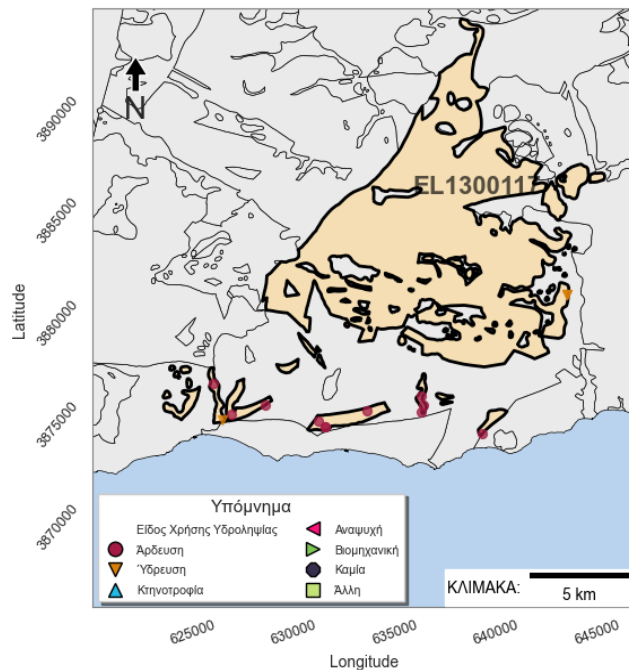 N
EL1300117
3890000
3885000
3880000
3875000
3870000
Latitude
Υπόμνημα
Είδος Χρήσης Υδροληψίας
Άρδευση
Ύδρευση
Κτηνοτροφία
Αναψυχή
Βιομηχανική
Καμία
Άλλη
ΚΛΙΜΑΚΑ:
5 km
625000
630000
635000
640000
645000
Longitude